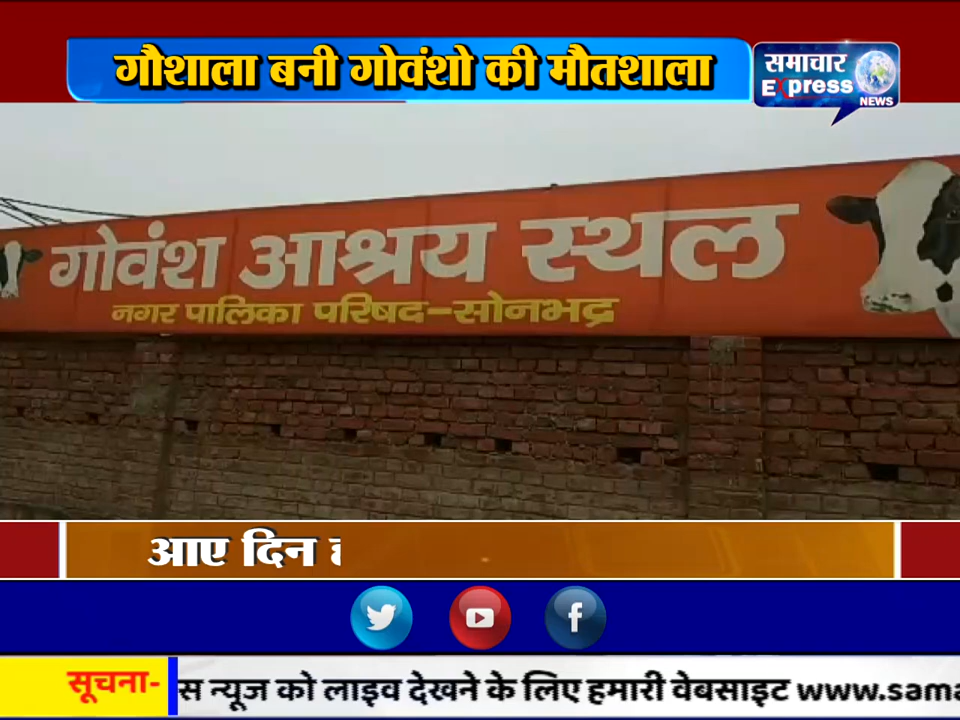 गौशाला बनी गोवंशो की मौतशाला
समाचार
Express
NEWS
गोवंश आश्रय स्थल
नगर पालिका परिषद-सोनभद्र
आए दिन
सूचना-
स न्यूज को लाइव देखने के लिए हमारी वेबसाइट www.sama